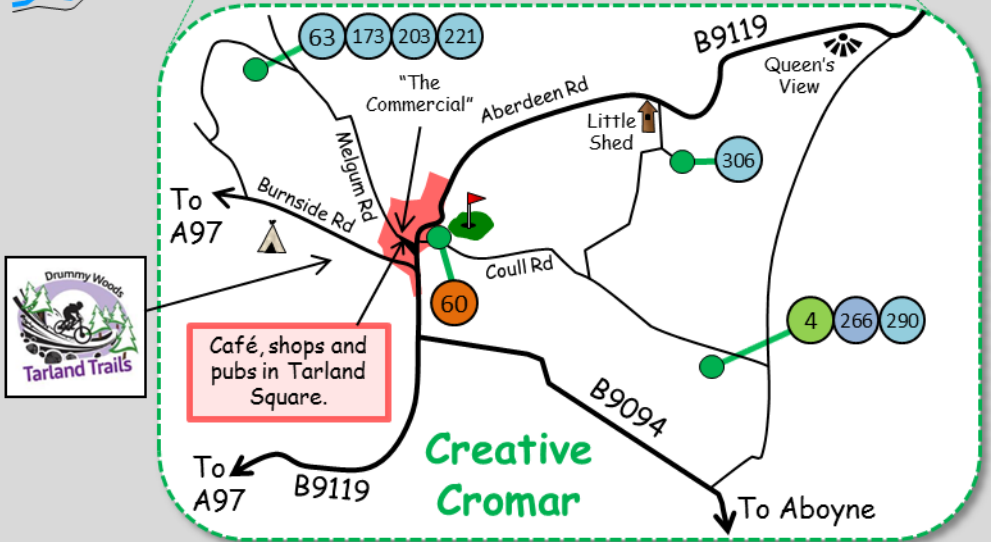 63 173 203 221
"The
Commercial"
Aberdeen Rd
B9119
Queen's
View
Little
Shed
306
Melgum Rd
To
A97
Burnside Rd
Coull Rd
60
4 266 290
Drummy Woods
Tarland Trails
Café, shops and
pubs in Tarland
Square.
B9094
Creative
Cromar
To
A97
B9119
To Aboyne